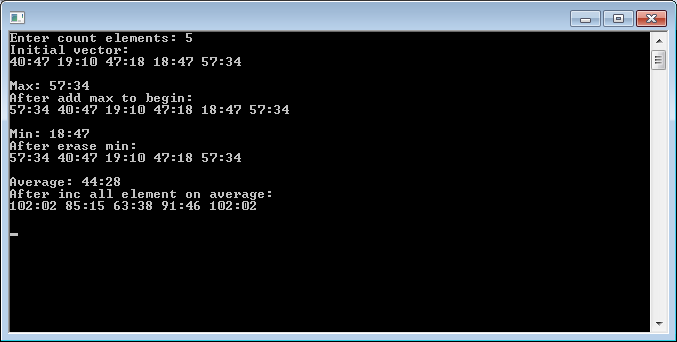 Enter count elements: 5
Initial vector:
40:47 19:10 47:18 18:47 57:34
Max: 57:34
After add max to begin:
57:34 40:47 19:10 47:18 18:47 57:34
Min: 18:47
After erase min:
57:34 40:47 19:10 47:18 57:34
Average: 44:28
After inc all element on average:
102:02 85:15 63:38 91:46 102:02